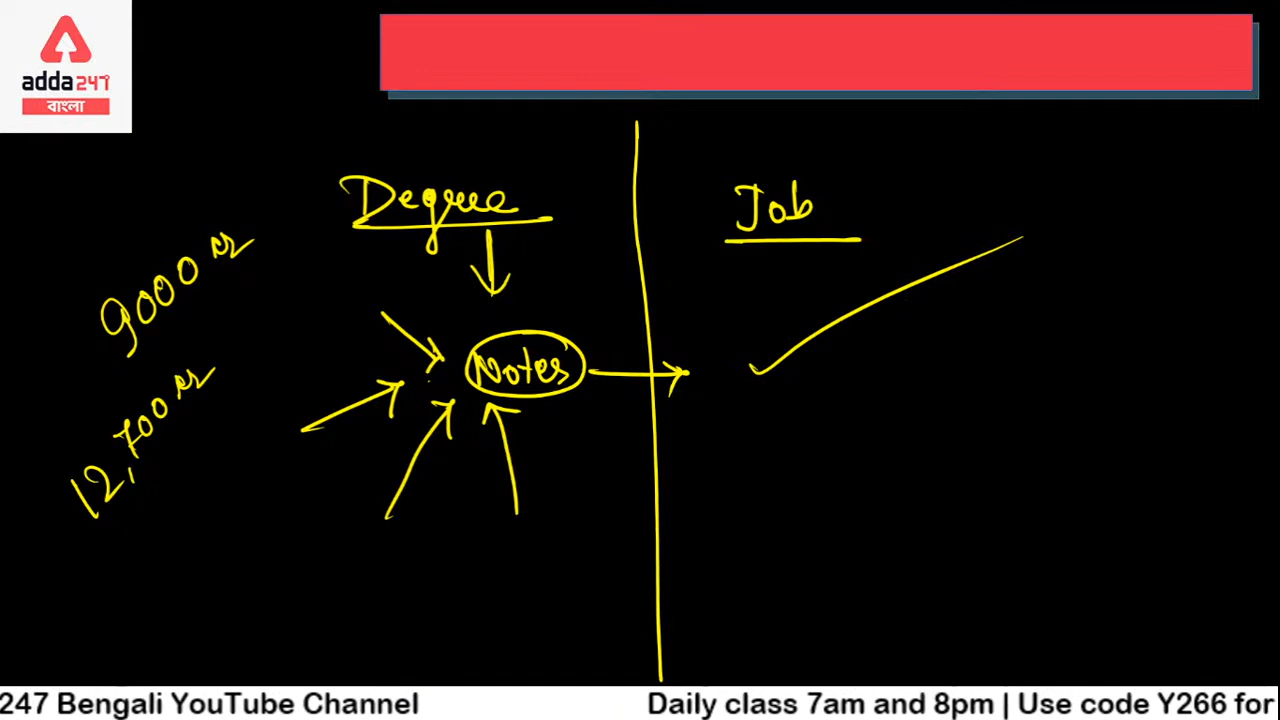 adda247
বাংলা
Degree
Job
9000 cr
Notes
12,700 cr
247 Bengali YouTube Channel
Daily class 7am and 8pm | Use code Y266 for